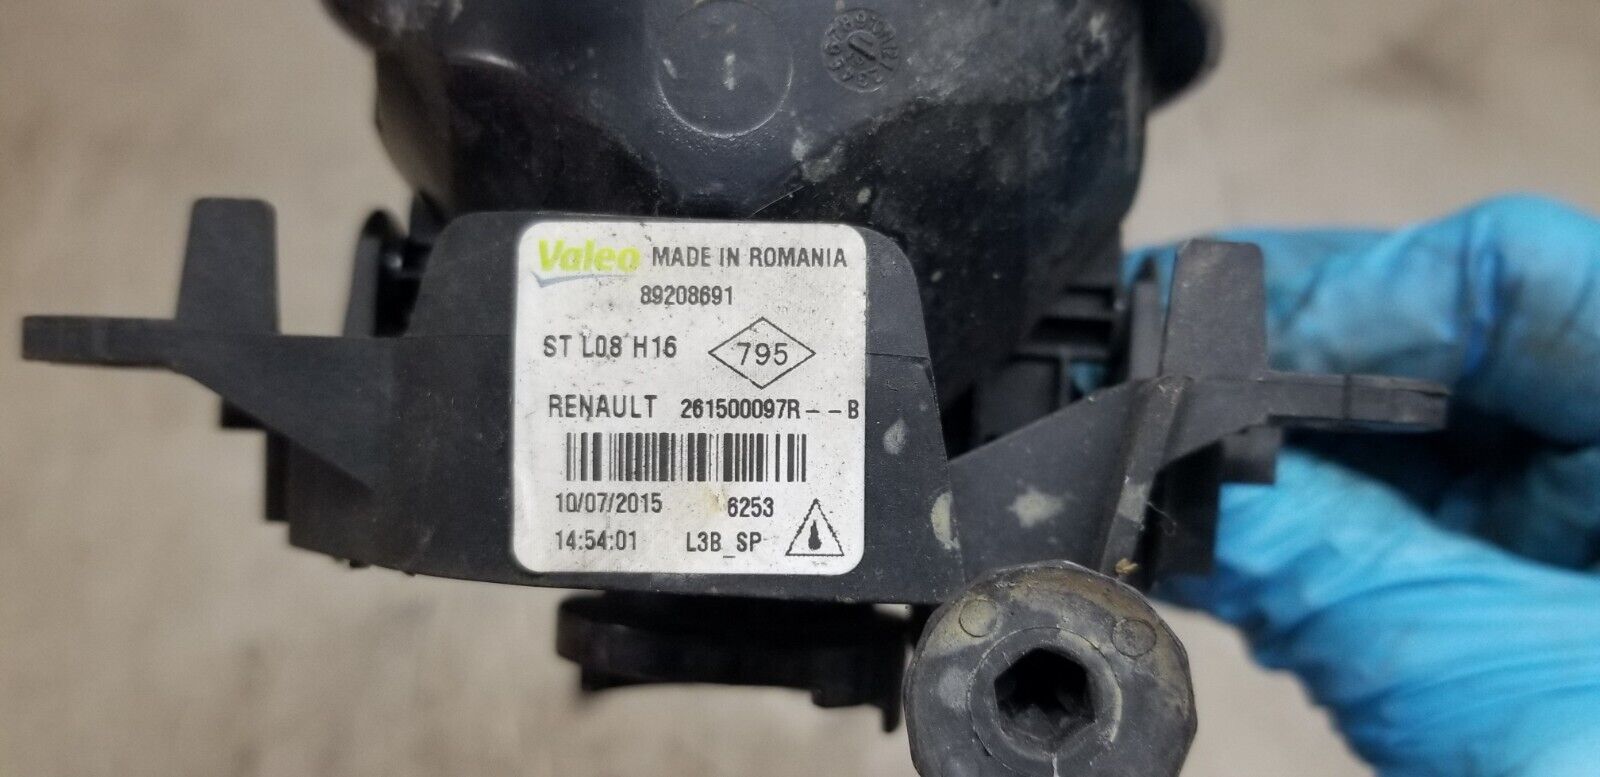 Valeo MADE IN ROMANIA
89208691
ST L08 H16 795
RENAULT 261500097R--B
10/07/2015 6253
14:54:01 L3B_SP